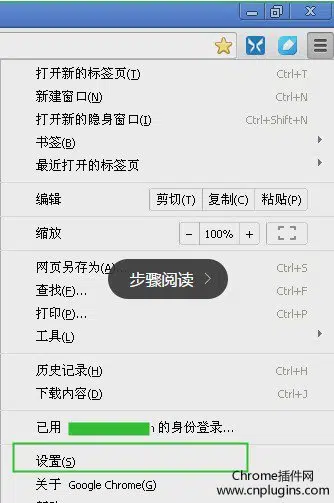 打开新的标签页(T) Ctrl+T
新建窗口(N) Ctrl+N
打开新的隐身窗口(I) Ctrl+Shift+N
书签(B)
最近打开的标签页
编辑 剪切(T) 复制(C) 粘贴(P)
缩放 － 100% +
网页另存为(A)... Ctrl+S
步骤阅读
查找(F)... Ctrl+F
打印(P)... Ctrl+P
工具(L)
历史记录(H) Ctrl+H
下载内容(D) Ctrl+J
已用 的身份登录...
设置(S)
关于 Google Chrome(G)
Chrome插件网
www.cnplugins.com